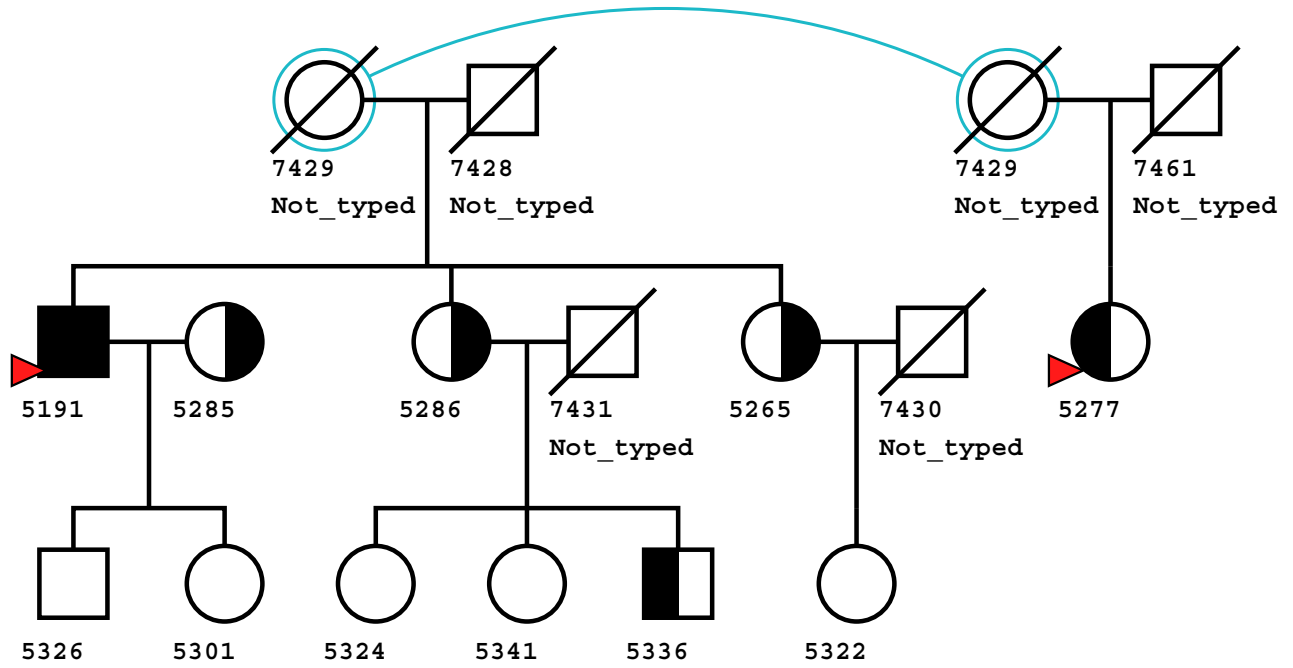 7429 7428 7429 7461
Not_typed Not_typed Not_typed Not_typed
5191 5285 5286 7431 5265 7430 5277
Not_typed Not_typed
5326 5301 5324 5341 5336 5322